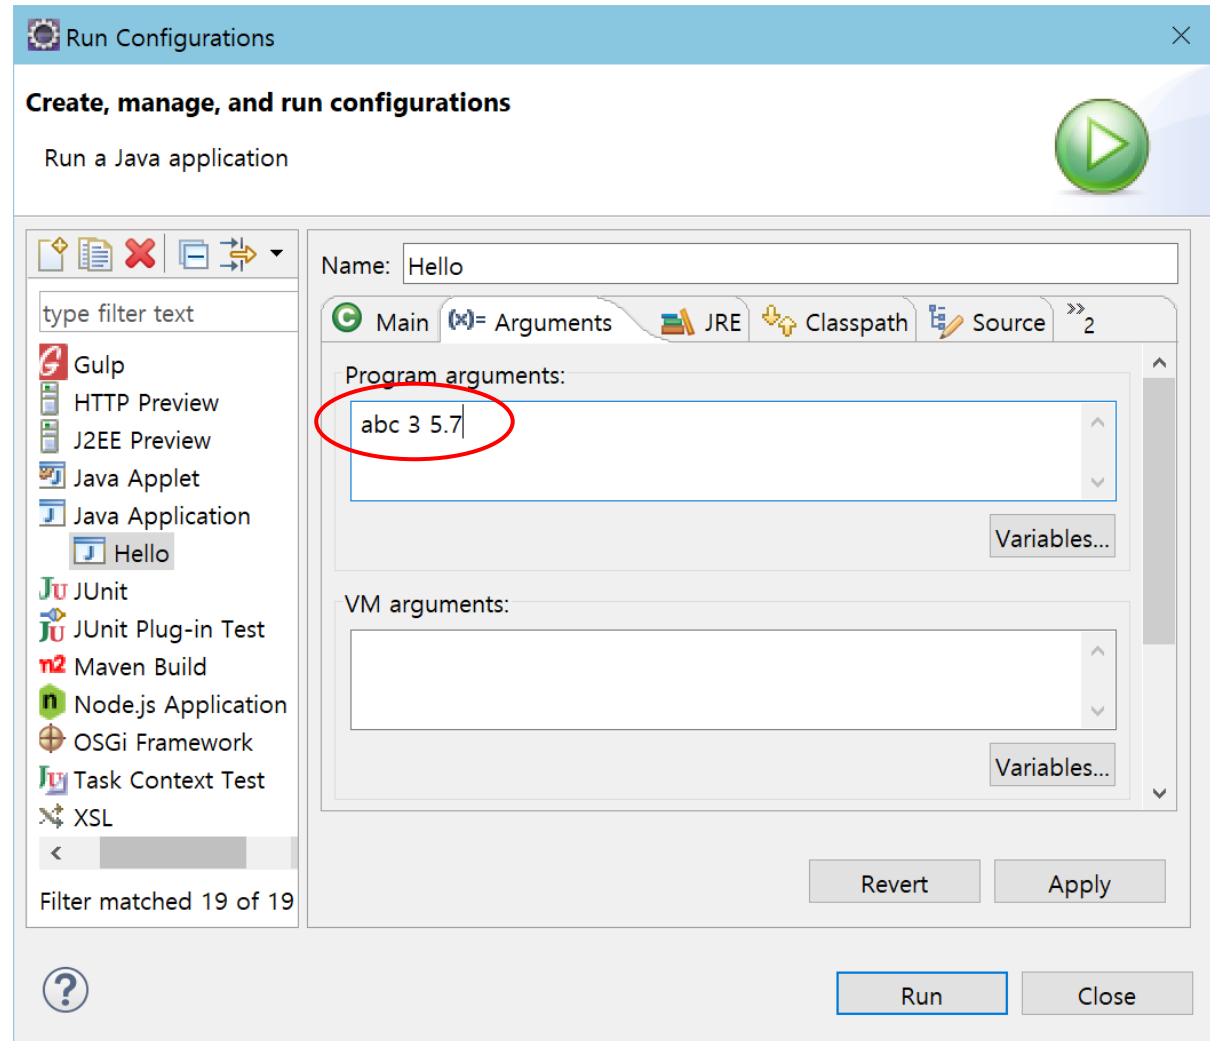 Run Configurations
Create, manage, and run configurations
Run a Java application
type filter text
Gulp
HTTP Preview
J2EE Preview
Java Applet
Java Application
Hello
JUnit
JUnit Plug-in Test
Maven Build
Node.js Application
OSGi Framework
Task Context Test
XSL
Filter matched 19 of 19
Name: Hello
Main (x)= Arguments JRE Classpath Source »2
Program arguments:
abc 3 5.7
Variables...
VM arguments:
Variables...
Revert Apply
Run Close